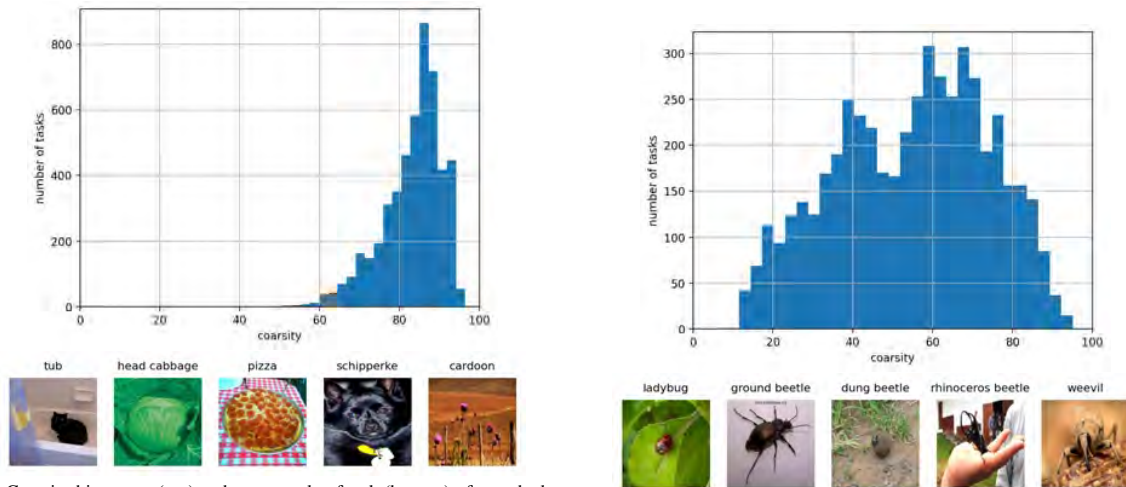 800
600
400
200
0
number of tasks
0 20 40 60 80 100
coarsity
tub head cabbage pizza schipperke cardoon
300
250
200
150
100
50
0
number of tasks
0 20 40 60 80 100
coarsity
ladybug ground beetle dung beetle rhinoceros beetle weevil